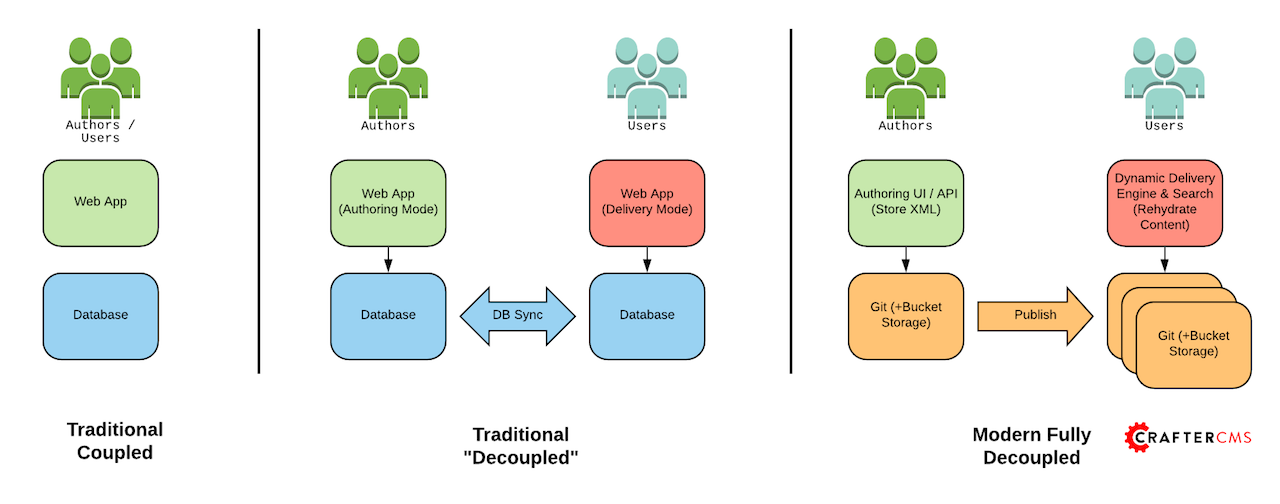 Authors /
Users
Web App
Database
Traditional
Coupled
Authors
Users
Web App
(Authoring Mode)
Web App
(Delivery Mode)
Database
DB Sync
Database
Traditional
"Decoupled"
Authors
Users
Authoring UI / API
(Store XML)
Dynamic Delivery
Engine & Search
(Rehydrate
Content)
Git (+Bucket
Storage)
Publish
Git (+Bucket
Storage)
Modern Fully
Decoupled
CRAFTERCMS